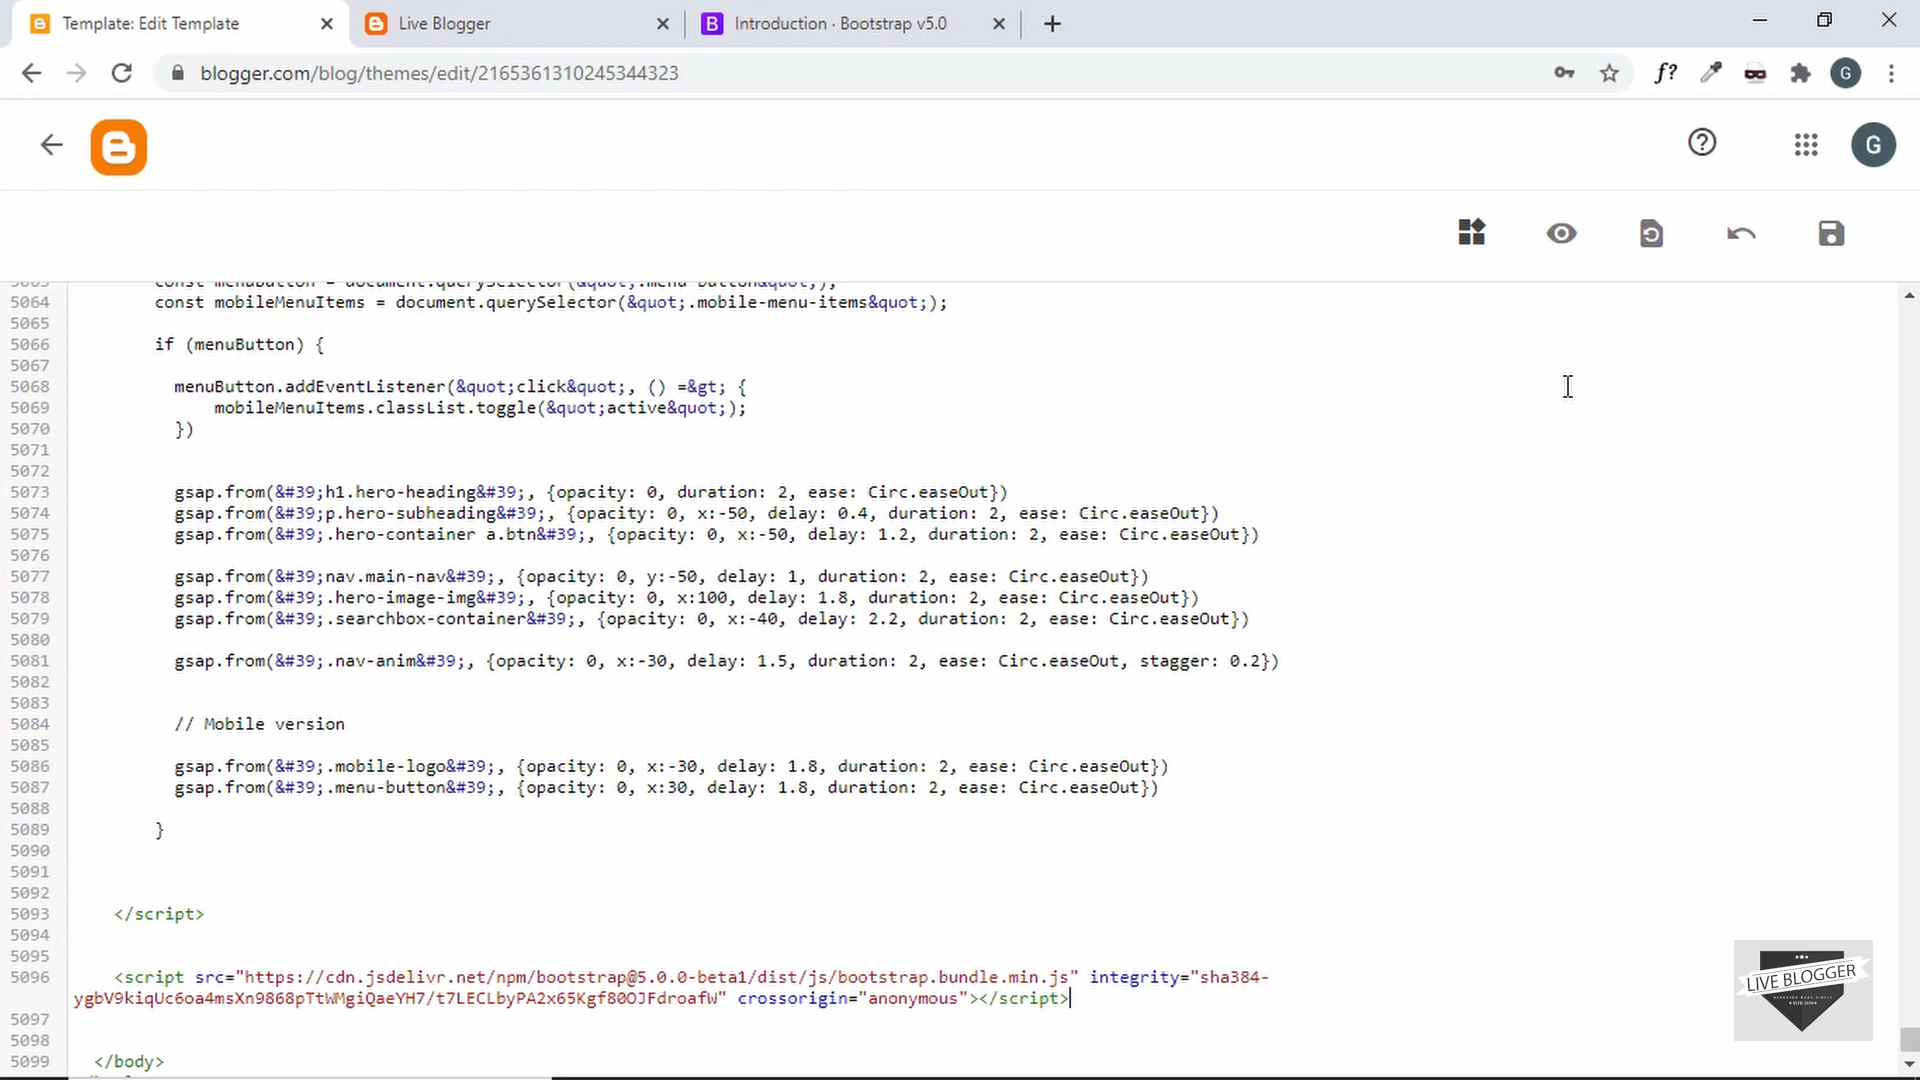 Template: Edit Template
Live Blogger
Introduction · Bootstrap v5.0
blogger.com/blog/themes/edit/2165361310245344323
f?
G
G
5063 const menuButton = document.querySelector(&quot;.menu-button&quot;);
5064 const mobileMenuItems = document.querySelector(&quot;.mobile-menu-items&quot;);
5065
5066 if (menuButton) {
5067
5068 menuButton.addEventListener(&quot;click&quot;, () =&gt; {
5069 mobileMenuItems.classList.toggle(&quot;active&quot;);
5070 })
5071
5072
5073 gsap.from(&#39;h1.hero-heading&#39;, {opacity: 0, duration: 2, ease: Circ.easeOut})
5074 gsap.from(&#39;p.hero-subheading&#39;, {opacity: 0, x:-50, delay: 0.4, duration: 2, ease: Circ.easeOut})
5075 gsap.from(&#39;.hero-container a.btn&#39;, {opacity: 0, x:-50, delay: 1.2, duration: 2, ease: Circ.easeOut})
5076
5077 gsap.from(&#39;nav.main-nav&#39;, {opacity: 0, y:-50, delay: 1, duration: 2, ease: Circ.easeOut})
5078 gsap.from(&#39;.hero-image-img&#39;, {opacity: 0, x:100, delay: 1.8, duration: 2, ease: Circ.easeOut})
5079 gsap.from(&#39;.searchbox-container&#39;, {opacity: 0, x:-40, delay: 2.2, duration: 2, ease: Circ.easeOut})
5080
5081 gsap.from(&#39;.nav-anim&#39;, {opacity: 0, x:-30, delay: 1.5, duration: 2, ease: Circ.easeOut, stagger: 0.2})
5082
5083
5084 // Mobile version
5085
5086 gsap.from(&#39;.mobile-logo&#39;, {opacity: 0, x:-30, delay: 1.8, duration: 2, ease: Circ.easeOut})
5087 gsap.from(&#39;.menu-button&#39;, {opacity: 0, x:30, delay: 1.8, duration: 2, ease: Circ.easeOut})
5088
5089 }
5090
5091
5092
5093 </script>
5094
5095
5096 <script src="https://cdn.jsdelivr.net/npm/bootstrap@5.0.0-beta1/dist/js/bootstrap.bundle.min.js" integrity="sha384-
ygbV9kiqUc6oa4msXn9868pTtWMgiQaeYH7/t7LECLbyPA2x65Kgf80OJFdroafW" crossorigin="anonymous"></script>
5097
5098
5099 </body>
LIVE BLOGGER